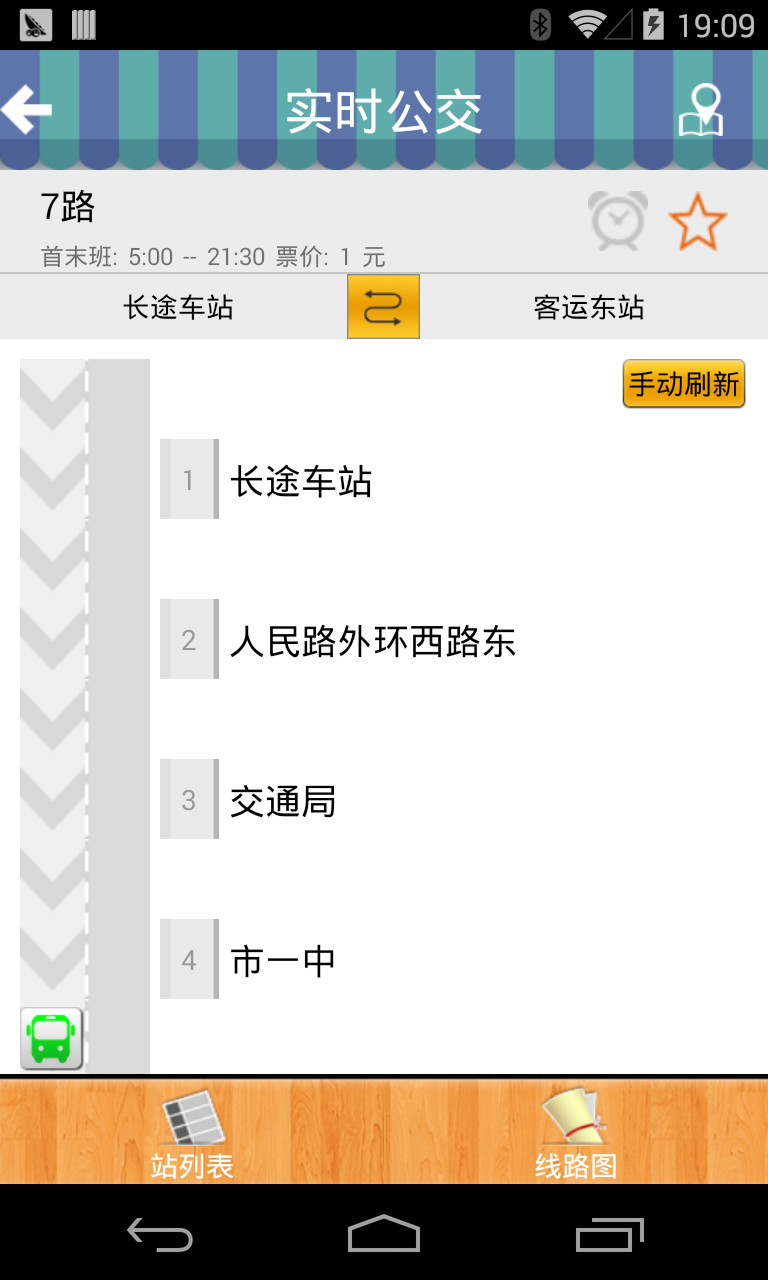 19:09
实时公交
7路
首末班: 5:00 -- 21:30 票价: 1 元
长途车站
客运东站
手动刷新
1 长途车站
2 人民路外环西路东
3 交通局
4 市一中
站列表
线路图